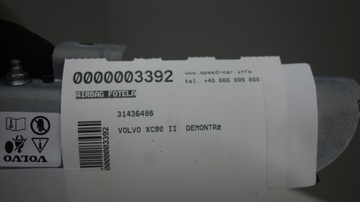 0000003392
www.speed-car.info
tel. +48 666 899 888
AIRBAG FOTELA
31436486
VOLVO XC90 II DEMONTAŻ
0000003392
VOLVO